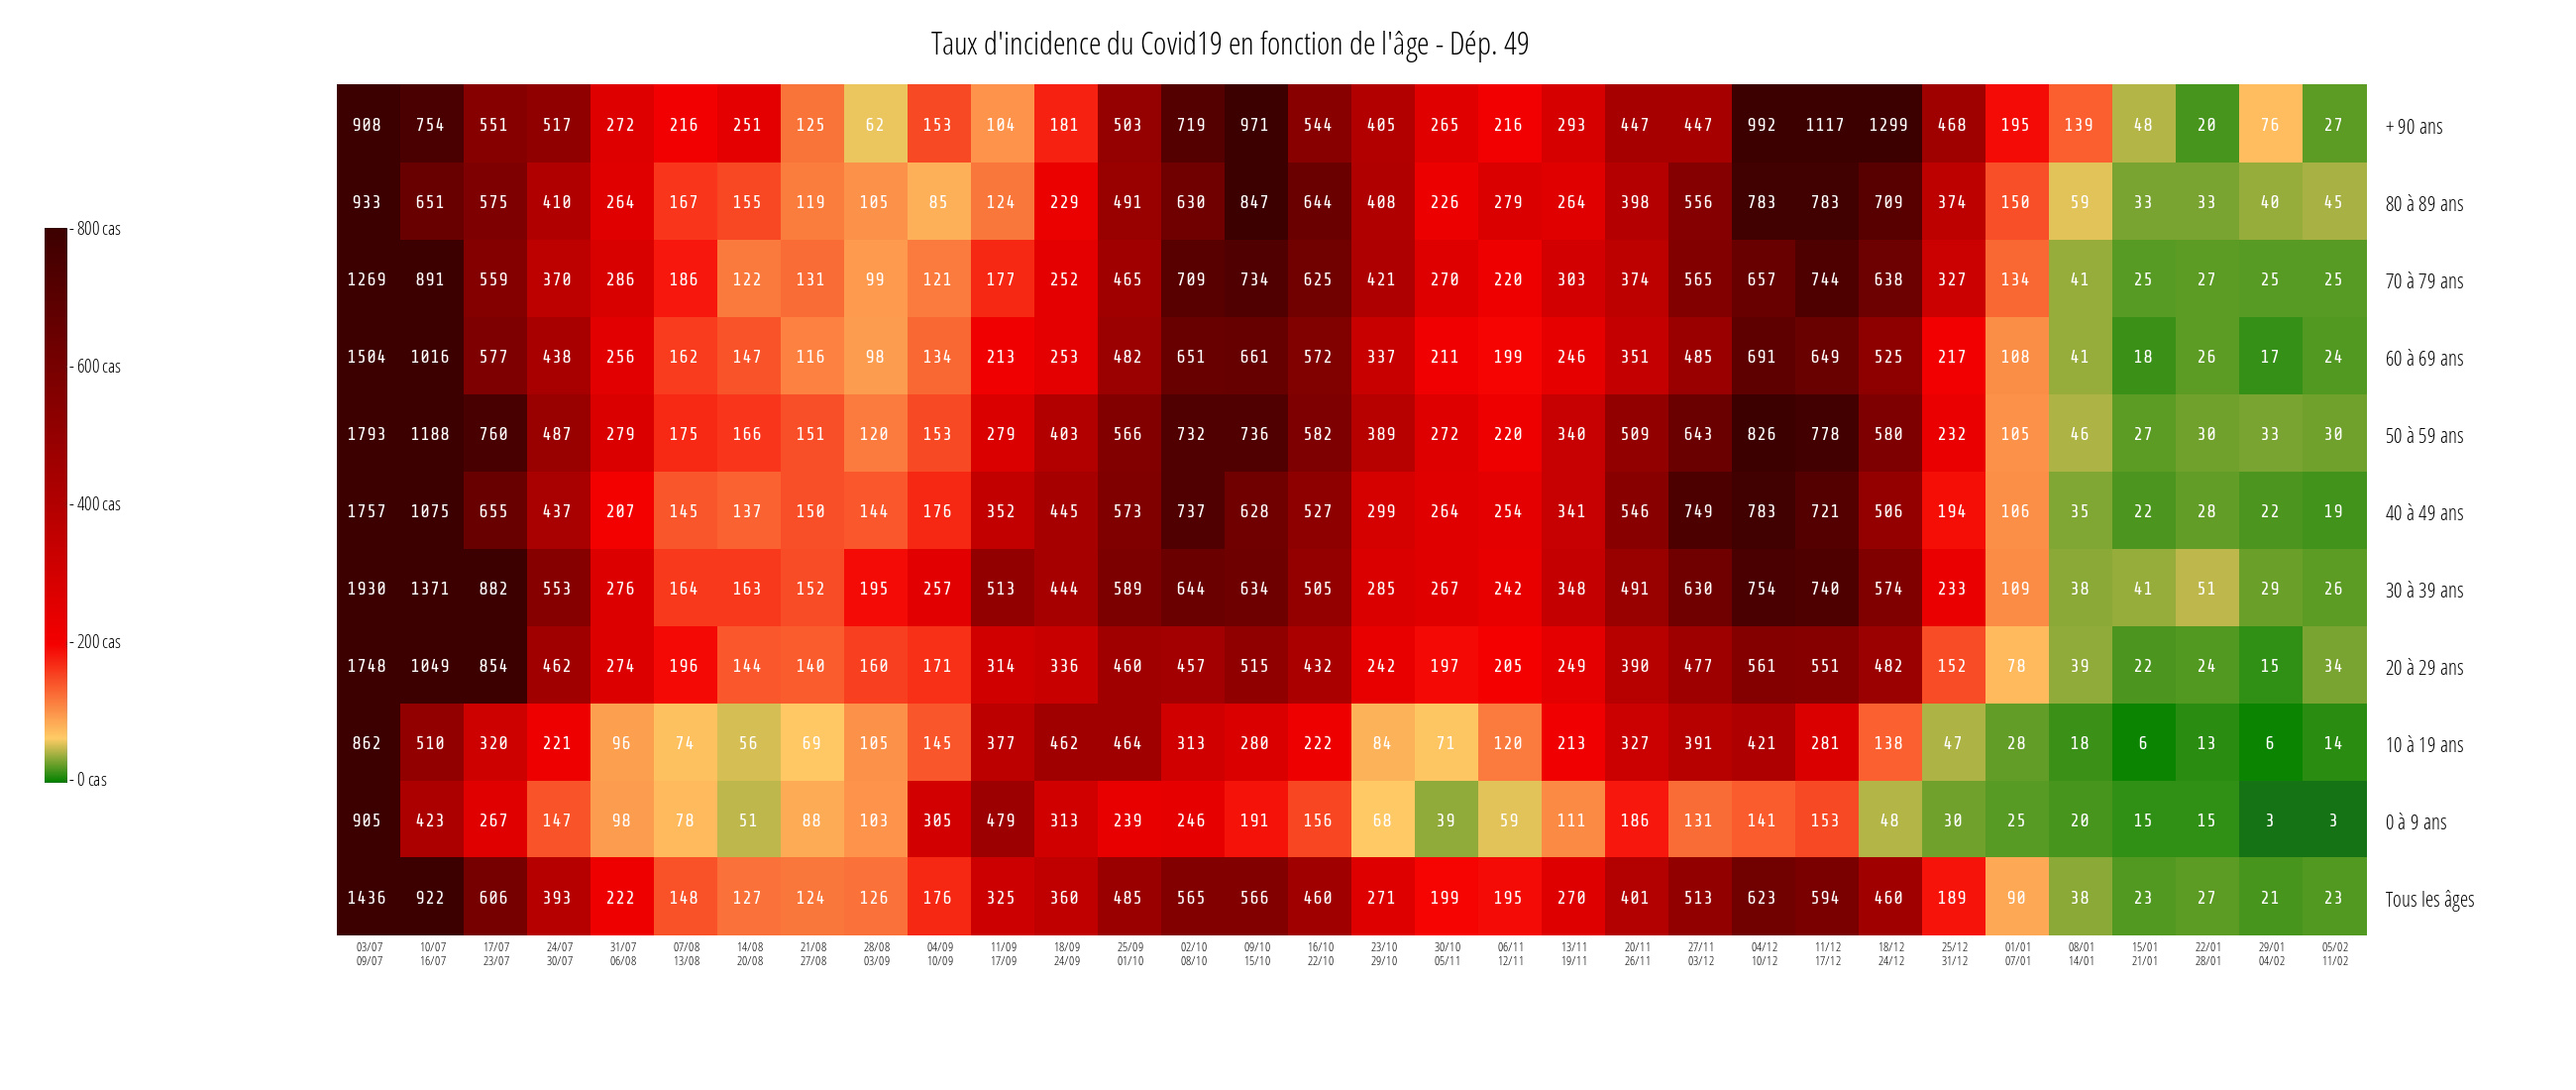 Taux d'incidence du Covid19 en fonction de l'âge - Dép. 49
- 800 cas
- 600 cas
- 400 cas
- 200 cas
- 0 cas
908 754 551 517 272 216 251 125 62 153 104 181 503 719 971 544 405 265 216 293 447 447 992 1117 1299 468 195 139 48 20 76 27 + 90 ans
933 651 575 410 264 167 155 119 105 85 124 229 491 630 847 644 408 226 279 264 398 556 783 783 709 374 150 59 33 33 40 45 80 à 89 ans
1269 891 559 370 286 186 122 131 99 121 177 252 465 709 734 625 421 270 220 303 374 565 657 744 638 327 134 41 25 27 25 25 70 à 79 ans
1504 1016 577 438 256 162 147 116 98 134 213 253 482 651 661 572 337 211 199 246 351 485 691 649 525 217 108 41 18 26 17 24 60 à 69 ans
1793 1188 760 487 279 175 166 151 120 153 279 403 566 732 736 582 389 272 220 340 509 643 826 778 580 232 105 46 27 30 33 30 50 à 59 ans
1757 1075 655 437 207 145 137 150 144 176 352 445 573 737 628 527 299 264 254 341 546 749 783 721 506 194 106 35 22 28 22 19 40 à 49 ans
1930 1371 882 553 276 164 163 152 195 257 513 444 589 644 634 505 285 267 242 348 491 630 754 740 574 233 109 38 41 51 29 26 30 à 39 ans
1748 1049 854 462 274 196 144 140 160 171 314 336 460 457 515 432 242 197 205 249 390 477 561 551 482 152 78 39 22 24 15 34 20 à 29 ans
862 510 320 221 96 74 56 69 105 145 377 462 464 313 280 222 84 71 120 213 327 391 421 281 138 47 28 18 6 13 6 14 10 à 19 ans
905 423 267 147 98 78 51 88 103 305 479 313 239 246 191 156 68 39 59 111 186 131 141 153 48 30 25 20 15 15 3 3 0 à 9 ans
1436 922 606 393 222 148 127 124 126 176 325 360 485 565 566 460 271 199 195 270 401 513 623 594 460 189 90 38 23 27 21 23 Tous les âges
03/07 10/07 17/07 24/07 31/07 07/08 14/08 21/08 28/08 04/09 11/09 18/09 25/09 02/10 09/10 16/10 23/10 30/10 06/11 13/11 20/11 27/11 04/12 11/12 18/12 25/12 01/01 08/01 15/01 22/01 29/01 05/02
09/07 16/07 23/07 30/07 06/08 13/08 20/08 27/08 03/09 10/09 17/09 24/09 01/10 08/10 15/10 22/10 29/10 05/11 12/11 19/11 26/11 03/12 10/12 17/12 24/12 31/12 07/01 14/01 21/01 28/01 04/02 11/02